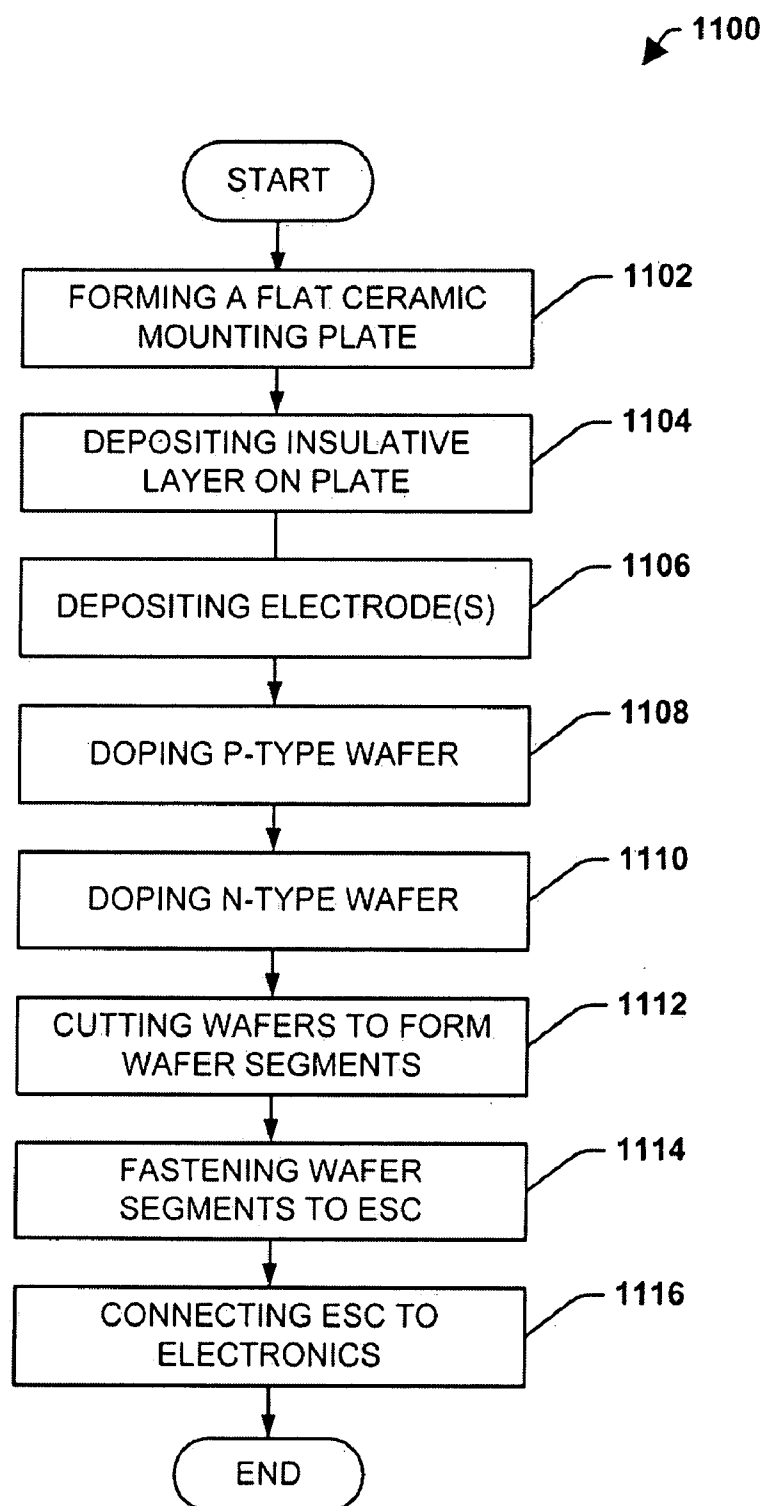 1100
START
1102
FORMING A FLAT CERAMIC
MOUNTING PLATE
1104
DEPOSITING INSULATIVE
LAYER ON PLATE
1106
DEPOSITING ELECTRODE(S)
1108
DOPING P-TYPE WAFER
1110
DOPING N-TYPE WAFER
1112
CUTTING WAFERS TO FORM
WAFER SEGMENTS
1114
FASTENING WAFER
SEGMENTS TO ESC
1116
CONNECTING ESC TO
ELECTRONICS
END